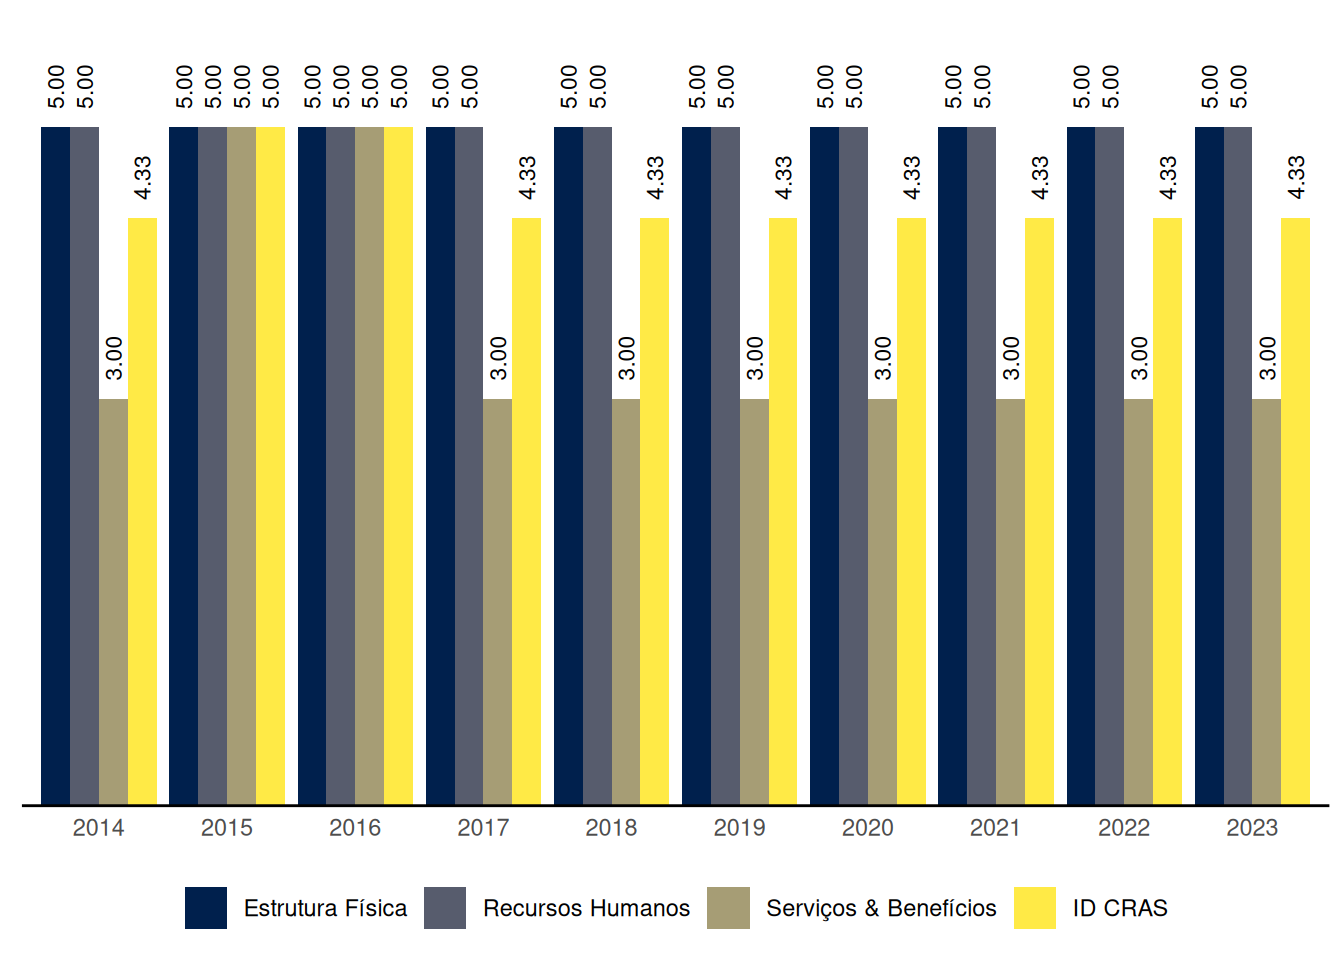 5.00 5.00 5.00 5.00 5.00 5.00 5.00 5.00 5.00 5.00 5.00 5.00 5.00 5.00 5.00 5.00 5.00 5.00 5.00 5.00 5.00 5.00 5.00 5.00
4.33 4.33 4.33 4.33 4.33 4.33 4.33 4.33
3.00 3.00 3.00 3.00 3.00 3.00 3.00 3.00
2014 2015 2016 2017 2018 2019 2020 2021 2022 2023
Estrutura Física Recursos Humanos Serviços & Benefícios ID CRAS